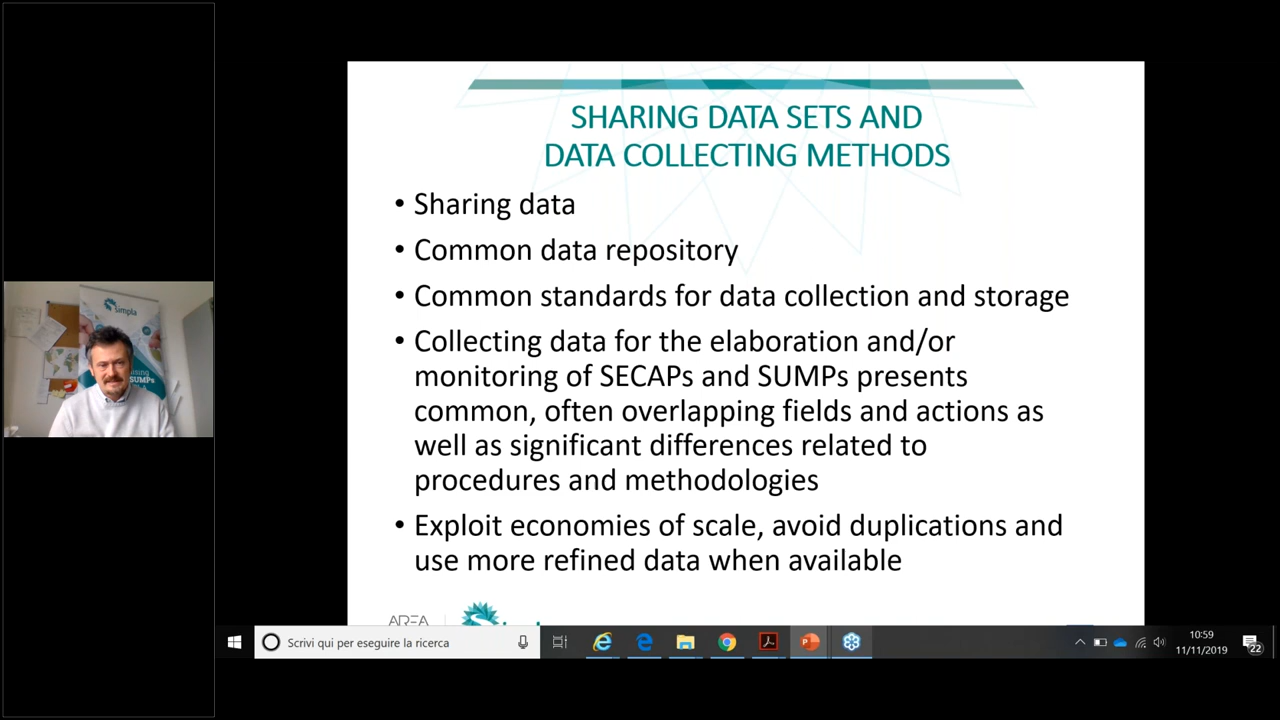 SHARING DATA SETS AND
DATA COLLECTING METHODS
• Sharing data
• Common data repository
• Common standards for data collection and storage
• Collecting data for the elaboration and/or
monitoring of SECAPs and SUMPs presents
common, often overlapping fields and actions as
well as significant differences related to
procedures and methodologies
• Exploit economies of scale, avoid duplications and
use more refined data when available
simpla
SUMPs
AREA
Scrivi qui per eseguire la ricerca
10:59
11/11/2019
22